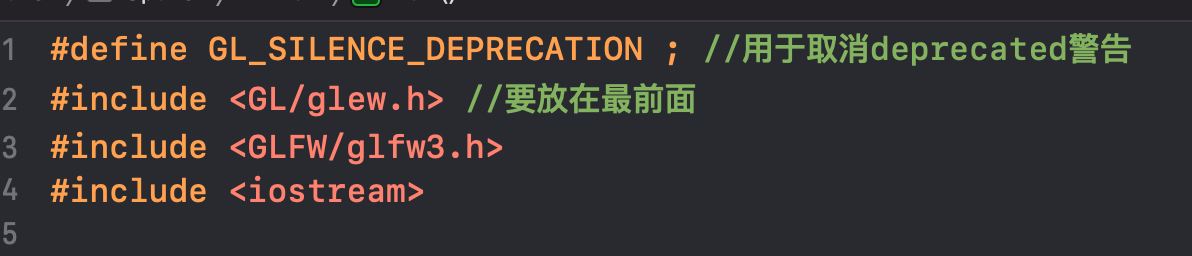 1 #define GL_SILENCE_DEPRECATION ; //用于取消deprecated警告
2 #include <GL/glew.h> //要放在最前面
3 #include <GLFW/glfw3.h>
4 #include <iostream>
5